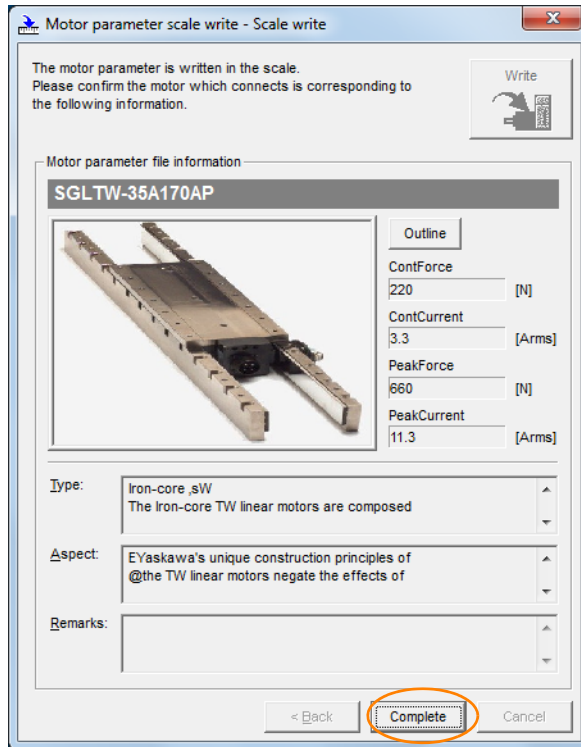 Motor parameter scale write - Scale write
The motor parameter is written in the scale.
Please confirm the motor which connects is corresponding to
the following information.
Write
Motor parameter file information
SGLTW-35A170AP
Outline
ContForce
220 [N]
ContCurrent
3.3 [Arms]
PeakForce
660 [N]
PeakCurrent
11.3 [Arms]
Type:
Iron-core ,sW
The Iron-core TW linear motors are composed
Aspect:
EYaskawa's unique construction principles of
@the TW linear motors negate the effects of
Remarks:
< Back Complete Cancel